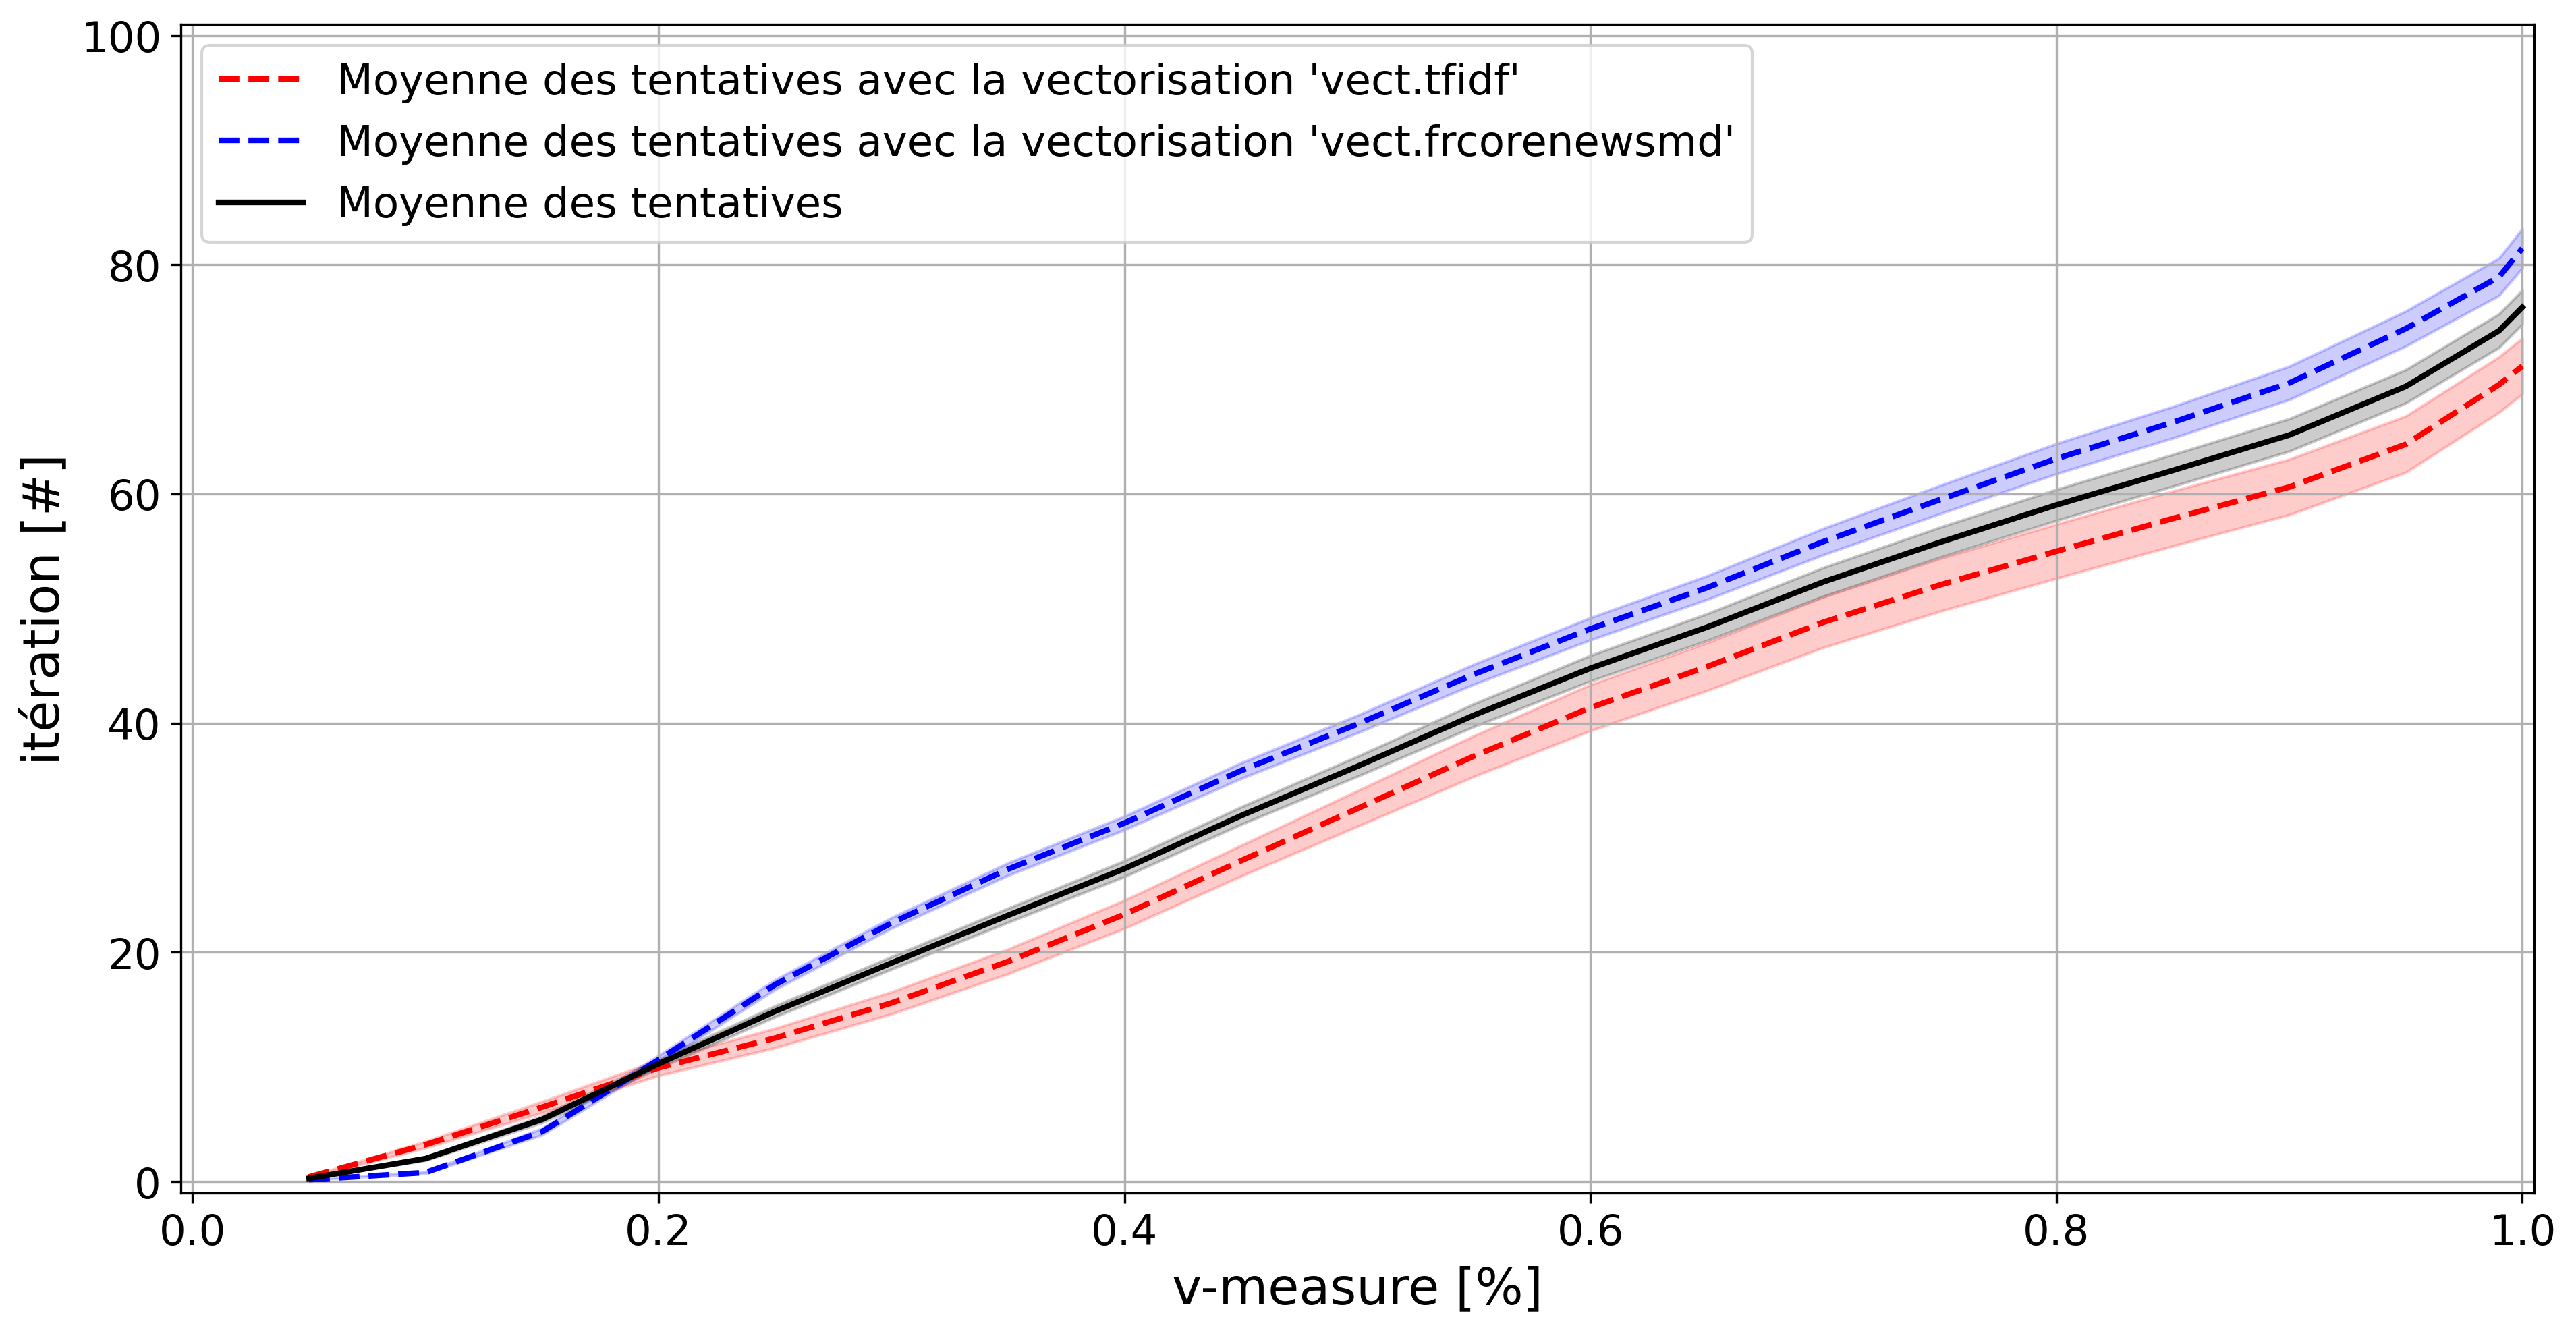 Moyenne des tentatives avec la vectorisation 'vect.tfidf'
Moyenne des tentatives avec la vectorisation 'vect.frcorenewsmd'
Moyenne des tentatives
100
80
60
40
20
0
itération [#]
0.0 0.2 0.4 0.6 0.8 1.0
v-measure [%]